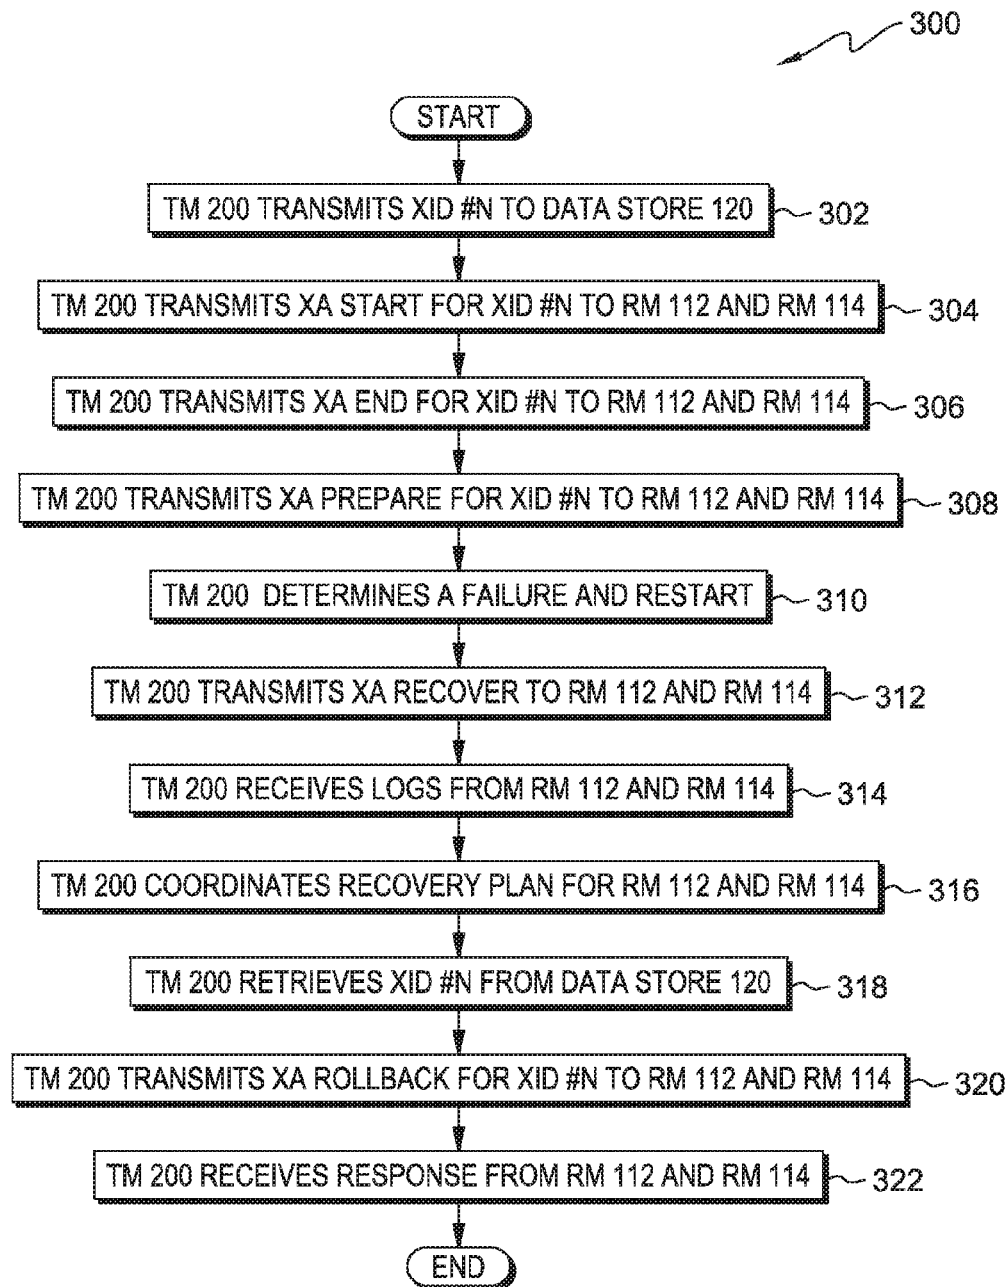 300
START
TM 200 TRANSMITS XID #N TO DATA STORE 120 302
TM 200 TRANSMITS XA START FOR XID #N TO RM 112 AND RM 114 304
TM 200 TRANSMITS XA END FOR XID #N TO RM 112 AND RM 114 306
TM 200 TRANSMITS XA PREPARE FOR XID #N TO RM 112 AND RM 114 308
TM 200 DETERMINES A FAILURE AND RESTART 310
TM 200 TRANSMITS XA RECOVER TO RM 112 AND RM 114 312
TM 200 RECEIVES LOGS FROM RM 112 AND RM 114 314
TM 200 COORDINATES RECOVERY PLAN FOR RM 112 AND RM 114 316
TM 200 RETRIEVES XID #N FROM DATA STORE 120 318
TM 200 TRANSMITS XA ROLLBACK FOR XID #N TO RM 112 AND RM 114 320
TM 200 RECEIVES RESPONSE FROM RM 112 AND RM 114 322
END